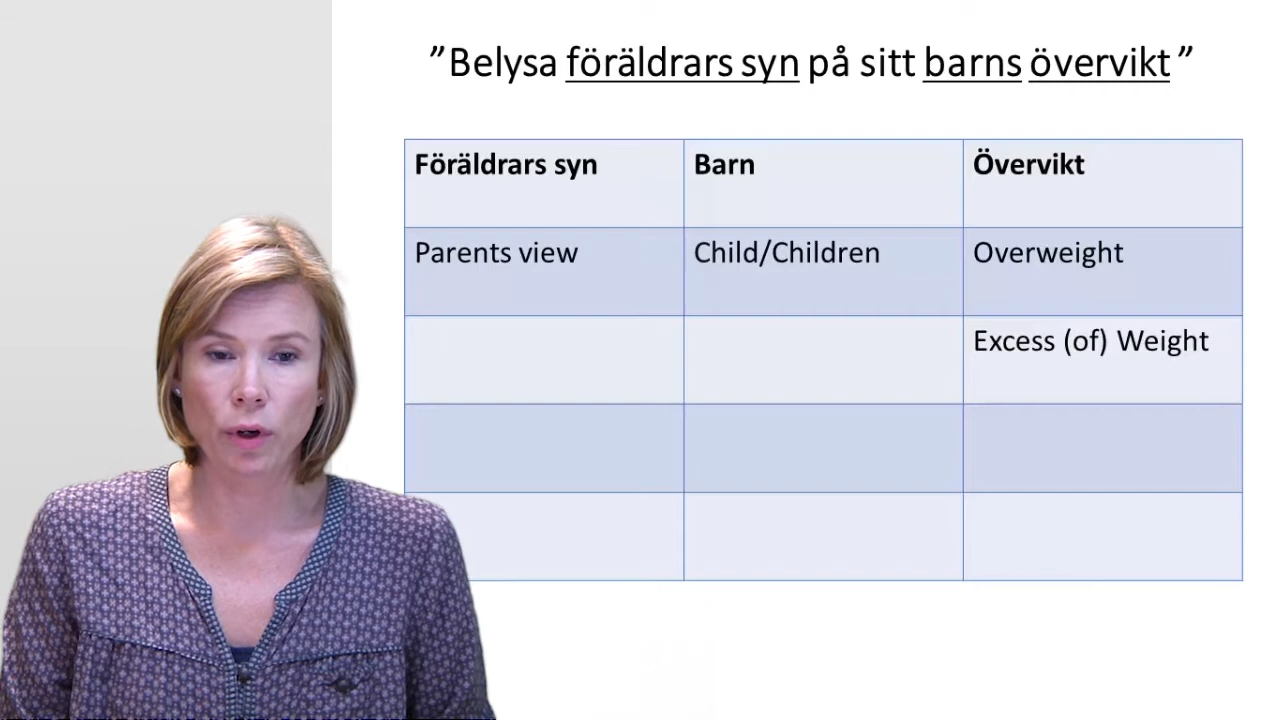 ”Belysa föräldrars syn på sitt barns övervikt”
Föräldrars syn Barn Övervikt
Parents view Child/Children Overweight
Excess (of) Weight